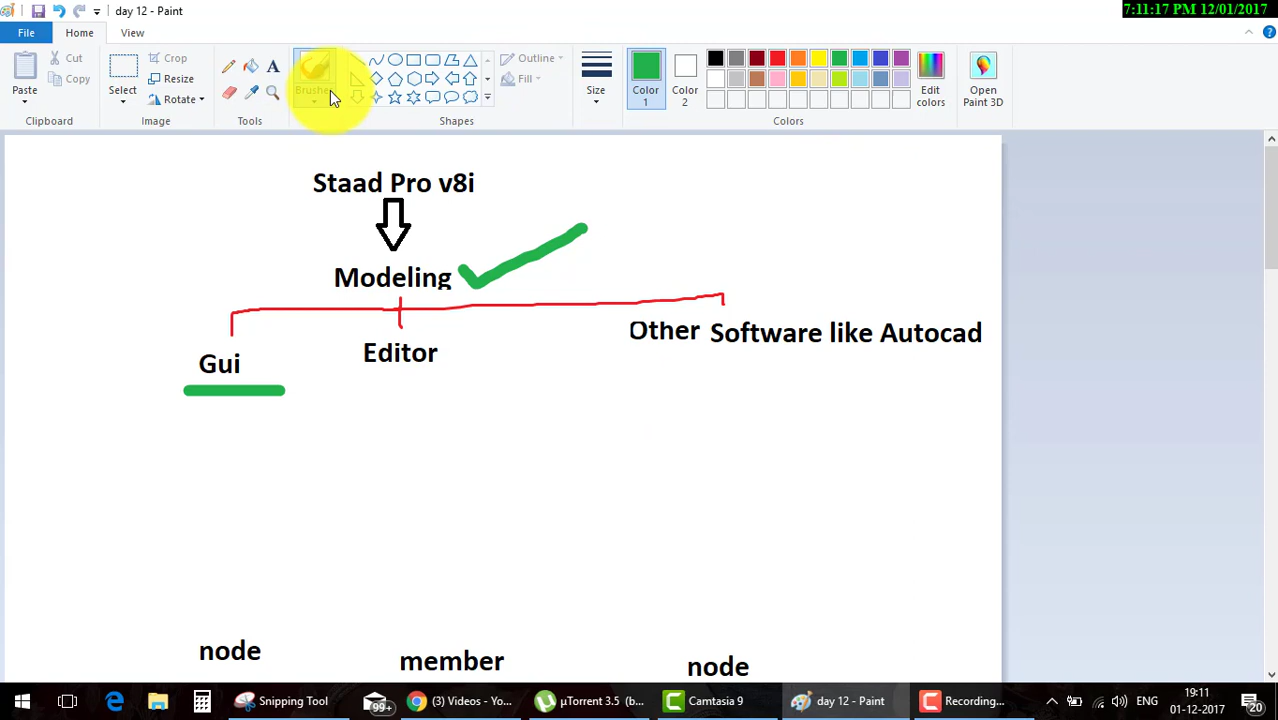 day 12 - Paint
7:11:17 PM 12/01/2017
File Home View
Paste
Cut
Copy
Clipboard
Select
Crop
Resize
Rotate
Image
Tools
Brushes
Shapes
Outline
Fill
Size
Color 1
Color 2
Colors
Edit colors
Open Paint 3D
Staad Pro v8i
Modeling
Gui
Editor
Other Software like Autocad
node
member
node
Snipping Tool
99+
(3) Videos - Yo...
µTorrent 3.5 (b...
Camtasia 9
day 12 - Paint
Recording...
ENG
19:11
01-12-2017
20